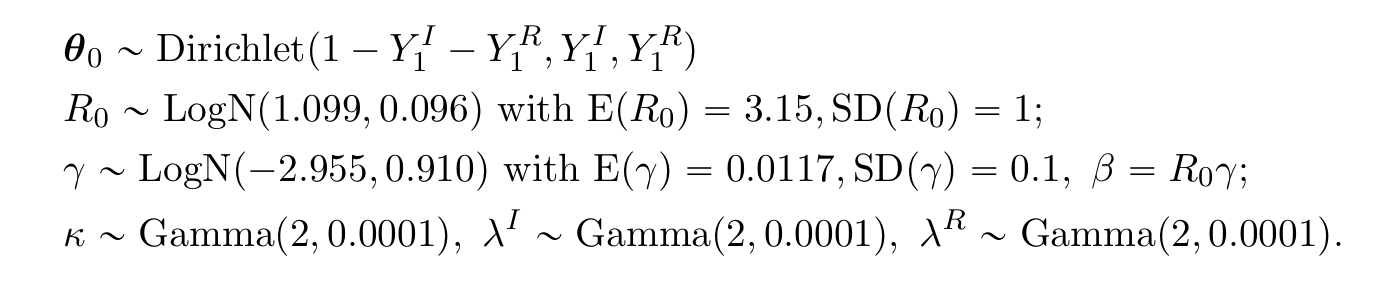 θ₀ ∼ Dirichlet(1 − Y₁ᴵ − Y₁ᴿ, Y₁ᴵ, Y₁ᴿ)
R₀ ∼ LogN(1.099, 0.096) with E(R₀) = 3.15, SD(R₀) = 1;
γ ∼ LogN(−2.955, 0.910) with E(γ) = 0.0117, SD(γ) = 0.1, β = R₀γ;
κ ∼ Gamma(2, 0.0001), λᴵ ∼ Gamma(2, 0.0001), λᴿ ∼ Gamma(2, 0.0001).